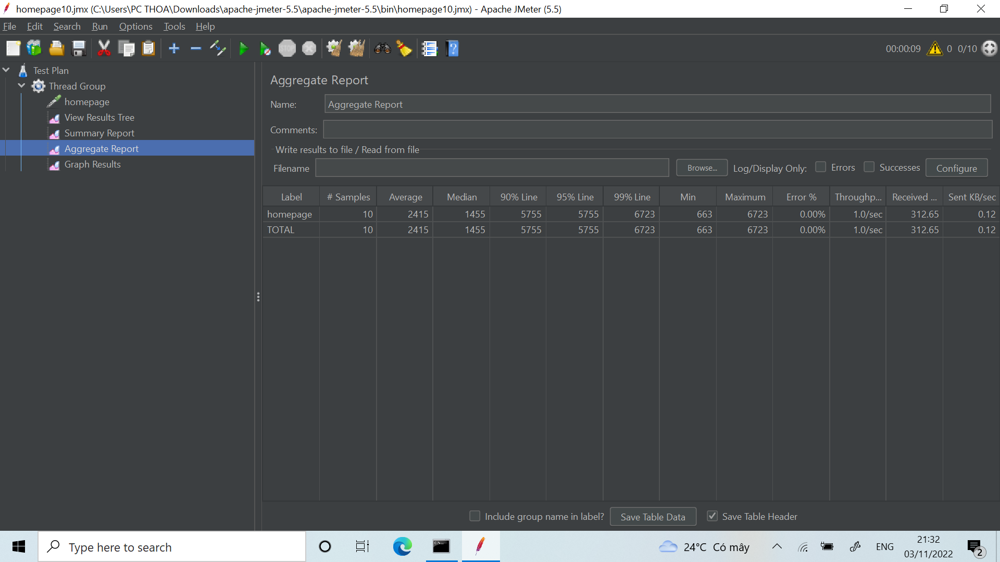 homepage10.jmx (C:\Users\PC THOA\Downloads\apache-jmeter-5.5\apache-jmeter-5.5\bin\homepage10.jmx) - Apache JMeter (5.5)
File Edit Search Run Options Tools Help
STOP 00:00:09 0 0/10
Test Plan
Thread Group
homepage
View Results Tree
Summary Report
Aggregate Report
Graph Results
Aggregate Report
Name: Aggregate Report
Comments:
Write results to file / Read from file
Filename Browse... Log/Display Only: Errors Successes Configure
Label # Samples Average Median 90% Line 95% Line 99% Line Min Maximum Error % Throughp... Received ... Sent KB/sec
homepage 10 2415 1455 5755 5755 6723 663 6723 0.00% 1.0/sec 312.65 0.12
TOTAL 10 2415 1455 5755 5755 6723 663 6723 0.00% 1.0/sec 312.65 0.12
Include group name in label? Save Table Data Save Table Header
Type here to search
24°C Có mây
ENG
21:32
03/11/2022
2